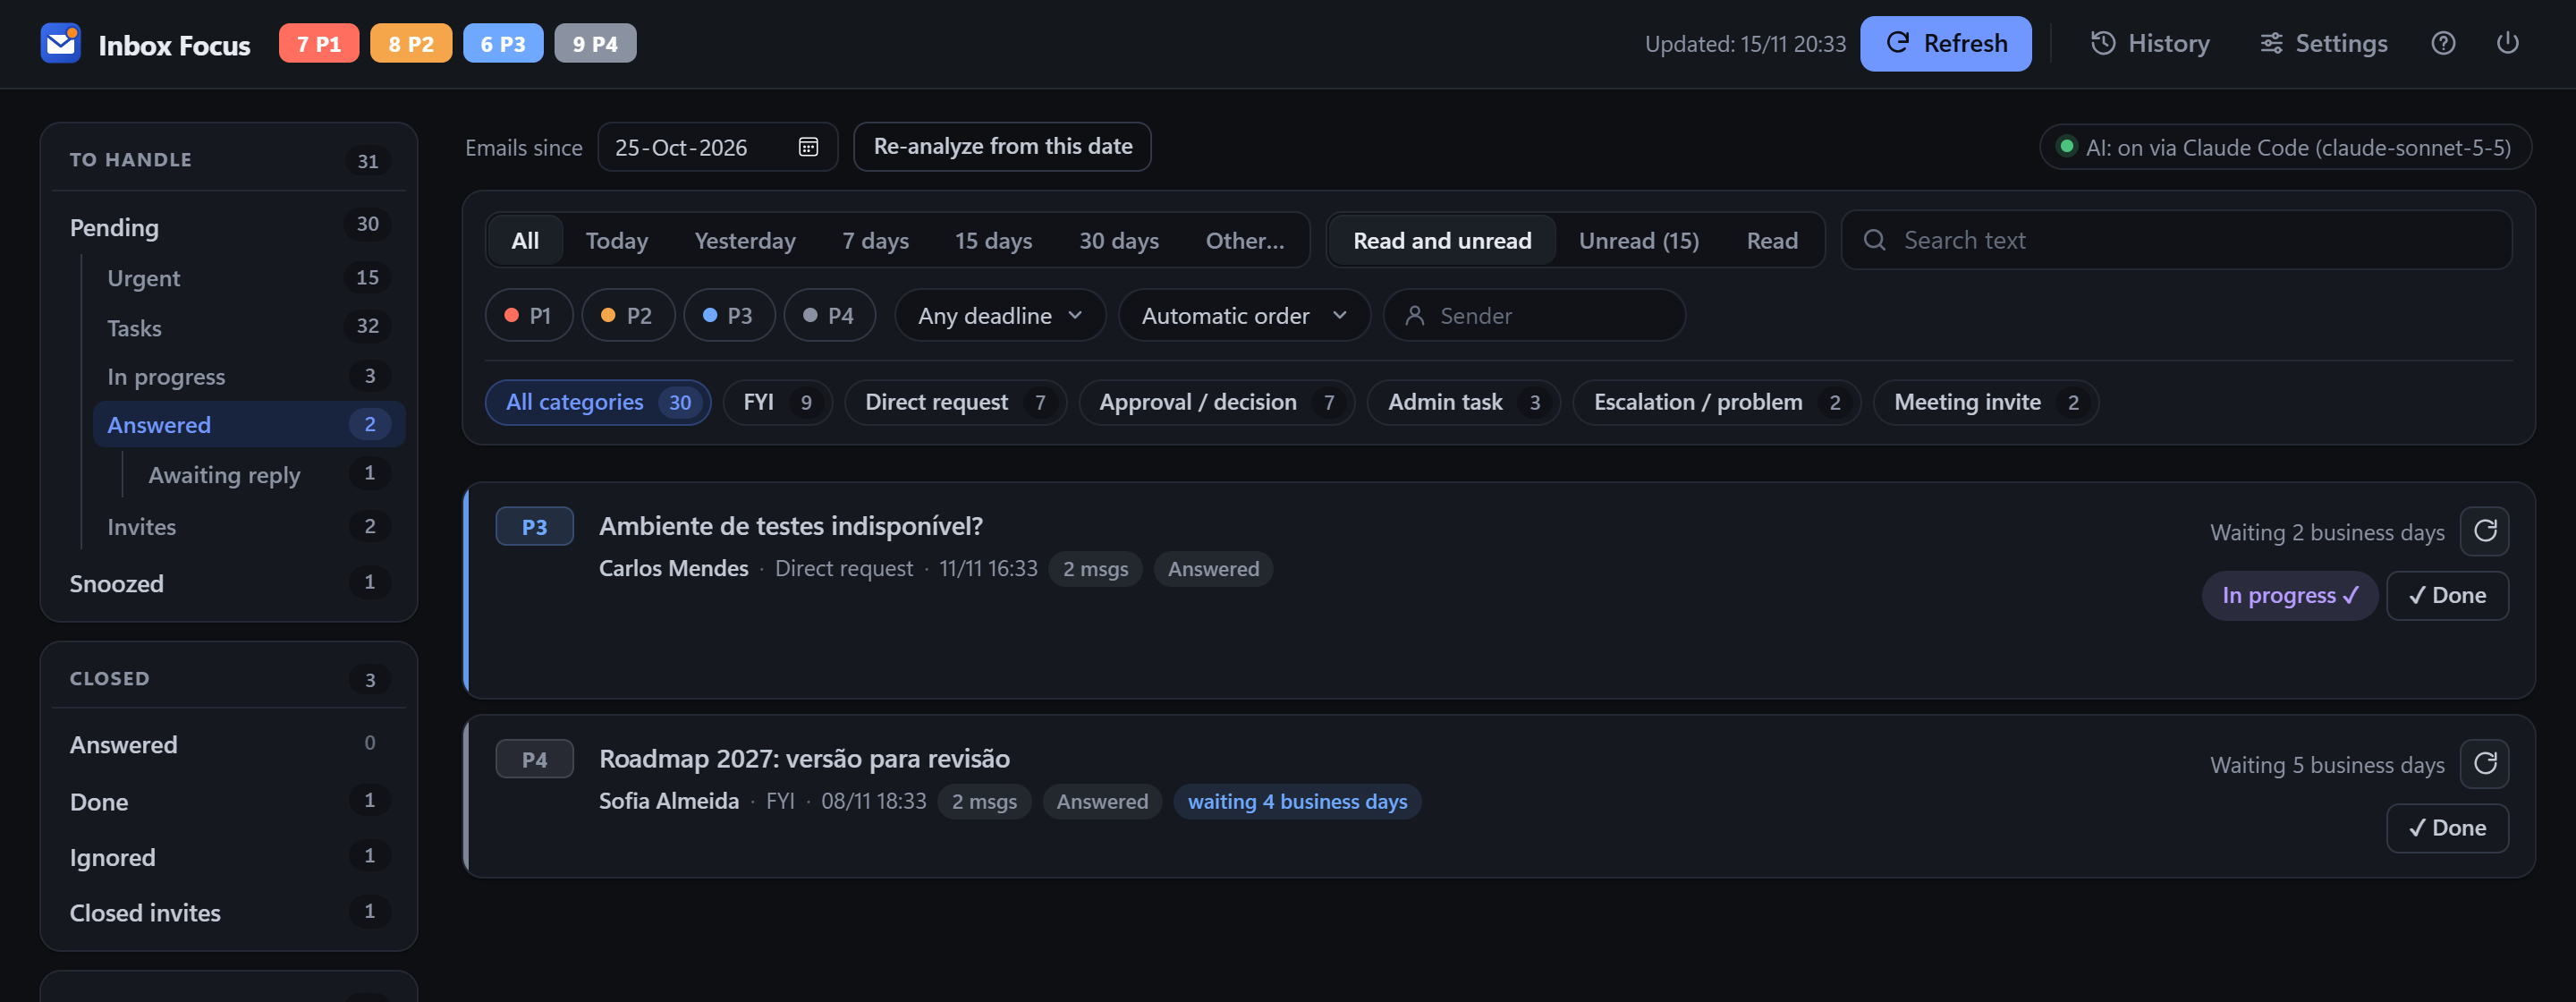 Inbox Focus 7 P1 8 P2 6 P3 9 P4 Updated: 15/11 20:33 Refresh History Settings
TO HANDLE 31
Pending 30
Urgent 15
Tasks 32
In progress 3
Answered 2
Awaiting reply 1
Invites 2
Snoozed 1
CLOSED 3
Answered 0
Done 1
Ignored 1
Closed invites 1
Emails since 25-Oct-2026 Re-analyze from this date AI: on via Claude Code (claude-sonnet-5-5)
All Today Yesterday 7 days 15 days 30 days Other... Read and unread Unread (15) Read Search text
P1 P2 P3 P4 Any deadline Automatic order Sender
All categories 30 FYI 9 Direct request 7 Approval / decision 7 Admin task 3 Escalation / problem 2 Meeting invite 2
P3 Ambiente de testes indisponível? Waiting 2 business days
Carlos Mendes · Direct request · 11/11 16:33 2 msgs Answered
In progress ✓ ✓ Done
P4 Roadmap 2027: versão para revisão Waiting 5 business days
Sofia Almeida · FYI · 08/11 18:33 2 msgs Answered waiting 4 business days
✓ Done